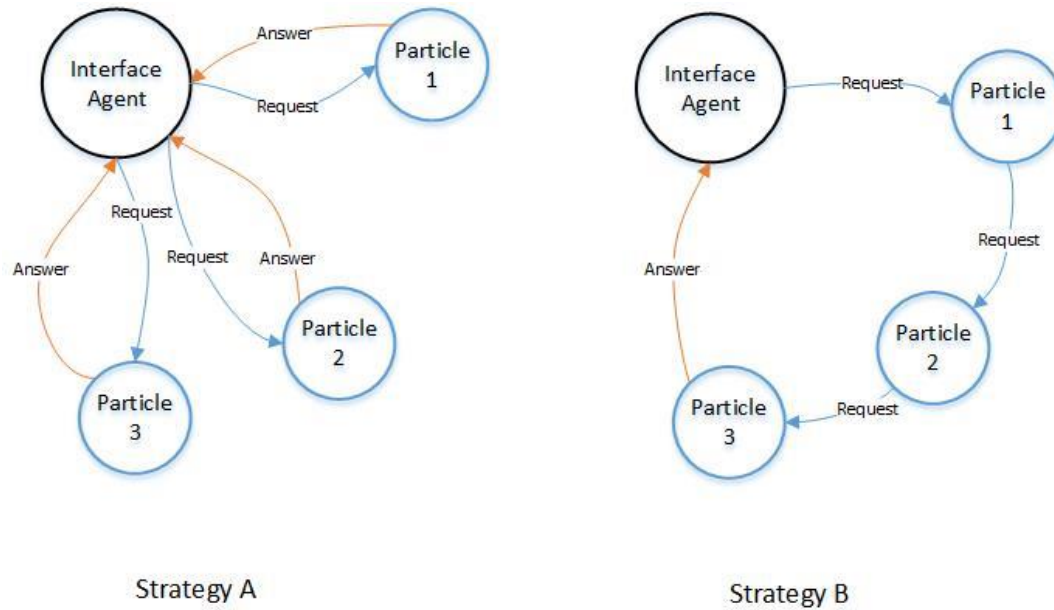 Answer
Particle
1
Interface
Agent
Request
Request
Answer
Request
Answer
Particle
2
Particle
3
Strategy A
Interface
Agent
Request
Particle
1
Request
Answer
Particle
2
Request
Particle
3
Strategy B